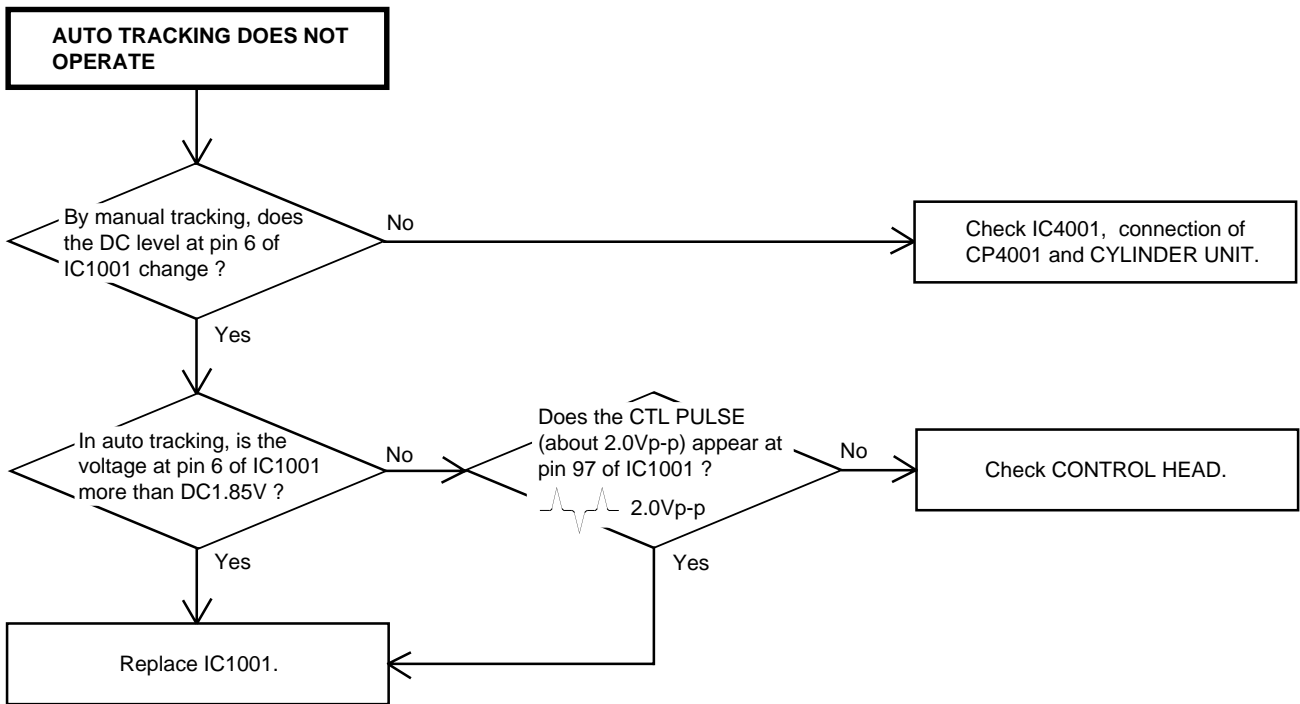 AUTO TRACKING DOES NOT
OPERATE
By manual tracking, does
the DC level at pin 6 of
IC1001 change ?
No
Check IC4001,  connection of
CP4001 and CYLINDER UNIT.
Yes
In auto tracking, is the
voltage at pin 6 of IC1001
more than DC1.85V ?
No
Does the CTL PULSE
(about 2.0Vp-p) appear at
pin 97 of IC1001 ?
2.0Vp-p
No
Check CONTROL HEAD.
Yes
Yes
Replace IC1001.